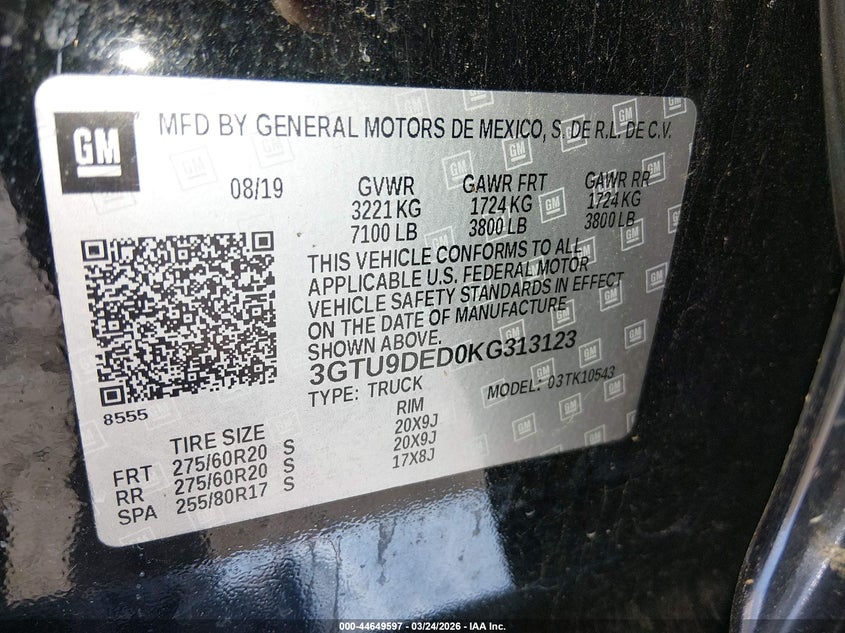 GM
MFD BY GENERAL MOTORS DE MEXICO, S. DE R.L. DE C.V.
08/19
GVWR GAWR FRT GAWR RR
3221 KG 1724 KG 1724 KG
7100 LB 3800 LB 3800 LB
THIS VEHICLE CONFORMS TO ALL
APPLICABLE U.S. FEDERAL MOTOR
VEHICLE SAFETY STANDARDS IN EFFECT
ON THE DATE OF MANUFACTURE
SHOWN ABOVE.
3GTU9DED0KG313123
TYPE: TRUCK MODEL: 03TK10543
8555
TIRE SIZE RIM
FRT 275/60R20 S 20X9J
RR 275/60R20 S 20X9J
SPA 255/80R17 S 17X8J
000-44649597 - 03/24/2026 - IAA Inc.